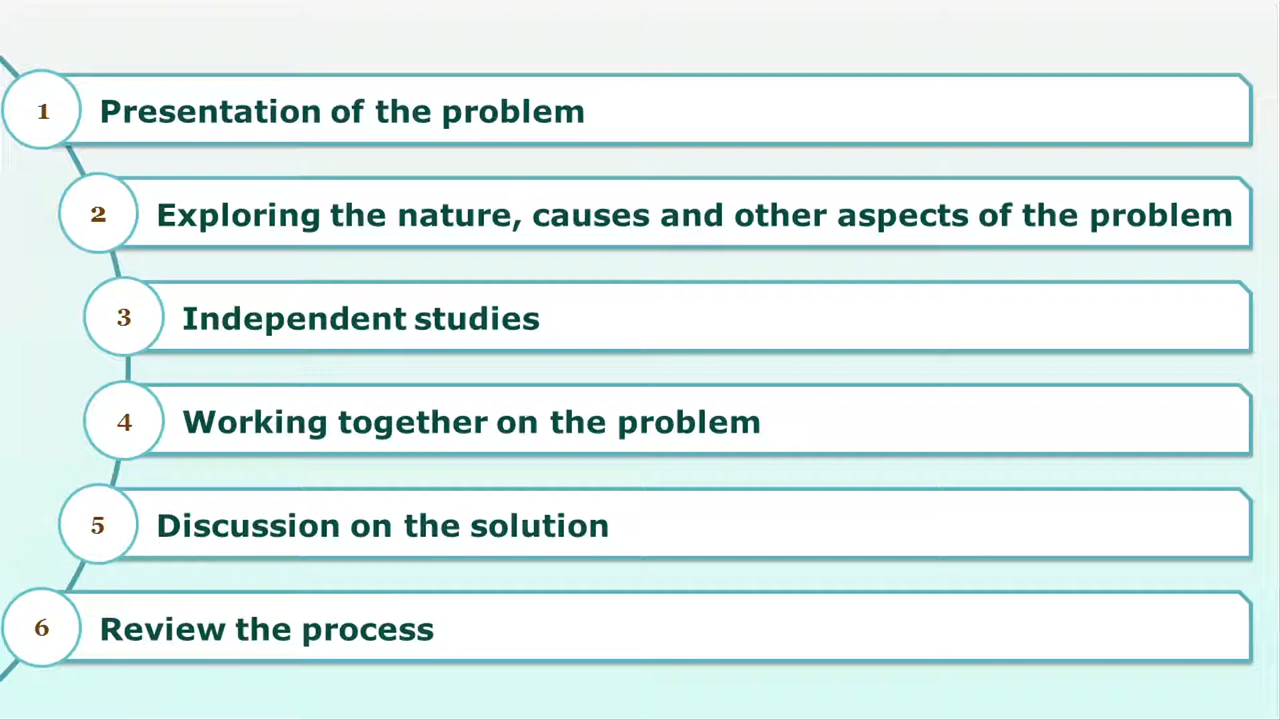 1 Presentation of the problem
2 Exploring the nature, causes and other aspects of the problem
3 Independent studies
4 Working together on the problem
5 Discussion on the solution
6 Review the process